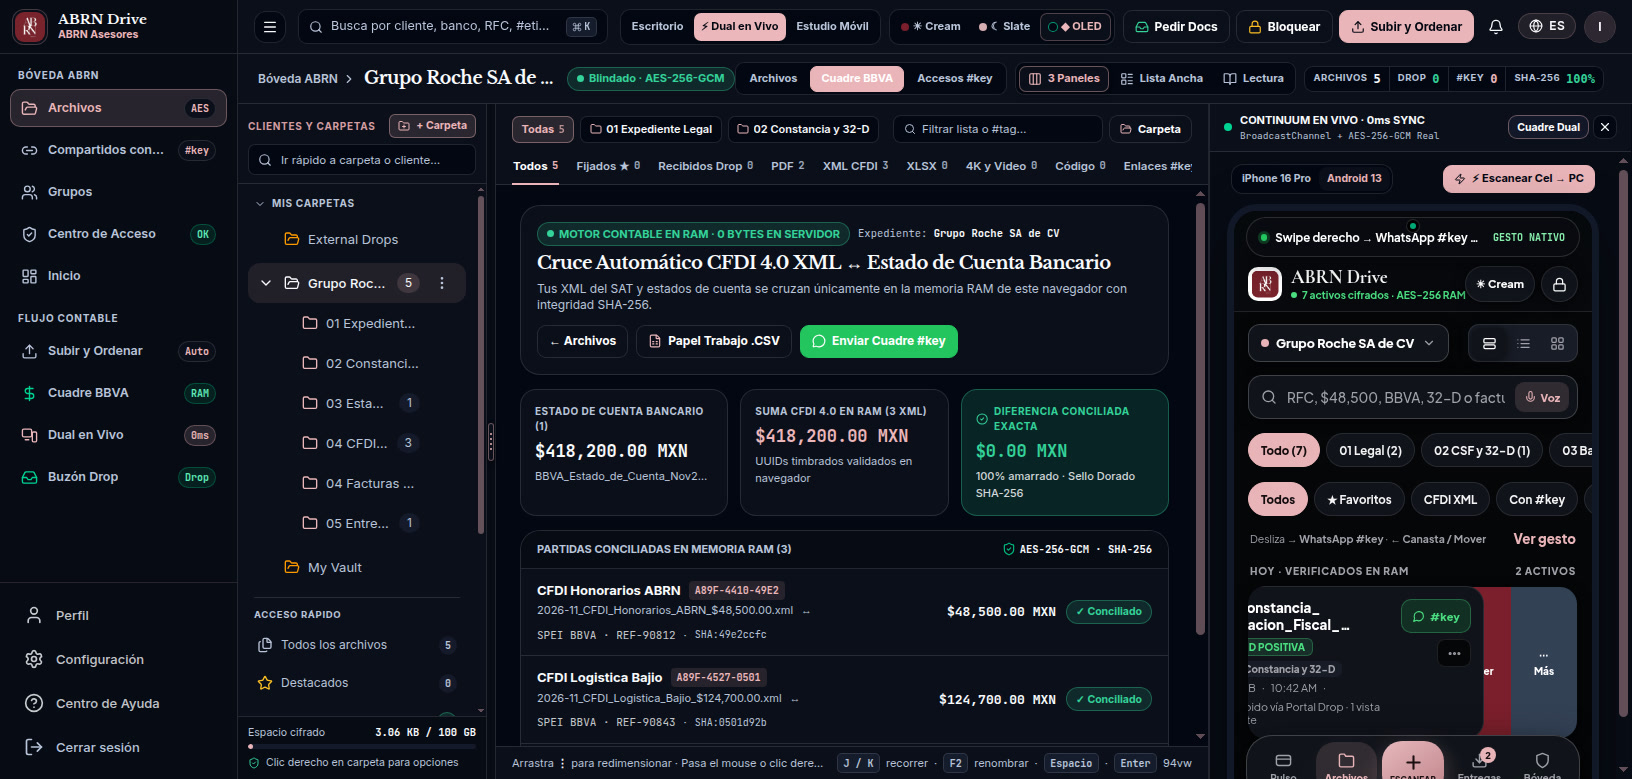 ABRN Drive
ABRN Asesores
Busca por cliente, banco, RFC, #eti...
⌘K
Escritorio
⚡Dual en Vivo
Estudio Móvil
☀ Cream
☾ Slate
◆ OLED
Pedir Docs
Bloquear
Subir y Ordenar
ES
I
BÓVEDA ABRN
Archivos AES
Compartidos con... #key
Grupos
Centro de Acceso OK
Inicio
FLUJO CONTABLE
Subir y Ordenar Auto
Cuadre BBVA RAM
Dual en Vivo 0ms
Buzón Drop Drop
Perfil
Configuración
Centro de Ayuda
Cerrar sesión
Bóveda ABRN > Grupo Roche SA de ...
Blindado · AES-256-GCM
Archivos
Cuadre BBVA
Accesos #key
3 Paneles
Lista Ancha
Lectura
ARCHIVOS 5
DROP 0
#KEY 0
SHA-256 100%
CLIENTES Y CARPETAS
+ Carpeta
Ir rápido a carpeta o cliente...
MIS CARPETAS
External Drops
Grupo Roc... 5
01 Expedient...
02 Constanci...
03 Esta... 1
04 CFDI... 3
04 Facturas ...
05 Entre... 1
My Vault
ACCESO RÁPIDO
Todos los archivos 5
Destacados 0
Espacio cifrado 3.06 KB / 100 GB
Clic derecho en carpeta para opciones
Todas 5
01 Expediente Legal
02 Constancia y 32-D
Filtrar lista o #tag...
Carpeta
Todos 5
Fijados ★ 0
Recibidos Drop 0
PDF 2
XML CFDI 3
XLSX 0
4K y Video 0
Código 0
Enlaces #key
MOTOR CONTABLE EN RAM · 0 BYTES EN SERVIDOR
Expediente: Grupo Roche SA de CV
Cruce Automático CFDI 4.0 XML ↔ Estado de Cuenta Bancario
Tus XML del SAT y estados de cuenta se cruzan únicamente en la memoria RAM de este navegador con
integridad SHA-256.
← Archivos
Papel Trabajo .CSV
Enviar Cuadre #key
ESTADO DE CUENTA BANCARIO
(1)
$418,200.00 MXN
BBVA_Estado_de_Cuenta_Nov2...
SUMA CFDI 4.0 EN RAM (3 XML)
$418,200.00 MXN
UUIDs timbrados validados en
navegador
DIFERENCIA CONCILIADA
EXACTA
$0.00 MXN
100% amarrado · Sello Dorado
SHA-256
PARTIDAS CONCILIADAS EN MEMORIA RAM (3)
AES-256-GCM · SHA-256
CFDI Honorarios ABRN A89F-4410-49E2
2026-11_CFDI_Honorarios_ABRN_$48,500.00.xml ↔
SPEI BBVA · REF-90812 · SHA:49e2ccfc
$48,500.00 MXN
✓ Conciliado
CFDI Logistica Bajio A89F-4527-0501
2026-11_CFDI_Logistica_Bajio_$124,700.00.xml ↔
SPEI BBVA · REF-90843 · SHA:0501d92b
$124,700.00 MXN
✓ Conciliado
Arrastra ⋮ para redimensionar · Pasa el mouse o clic dere...
J / K recorrer · F2 renombrar · Espacio · Enter 94vw
CONTINUUM EN VIVO · 0ms SYNC
BroadcastChannel + AES-256-GCM Real
Cuadre Dual
iPhone 16 Pro
Android 13
⚡ Escanear Cel → PC
Swipe derecho → WhatsApp #key ...
GESTO NATIVO
ABRN Drive
7 activos cifrados · AES-256 RAM
☀ Cream
Grupo Roche SA de CV
RFC, $48,500, BBVA, 32-D o factu
Voz
Todo (7)
01 Legal (2)
02 CSF y 32-D (1)
03 Ba
Todos
★ Favoritos
CFDI XML
Con #key
Desliza → WhatsApp #key · ← Canasta / Mover
Ver gesto
HOY · VERIFICADOS EN RAM
2 ACTIVOS
onstancia_
acion_Fiscal_...
#key
D POSITIVA
Constancia y 32-D
B · 10:42 AM ·
bido vía Portal Drop · 1 vista
te
er
... Más
Pulso
Archivos
ESCANEAR
Entregas 2
Bóveda